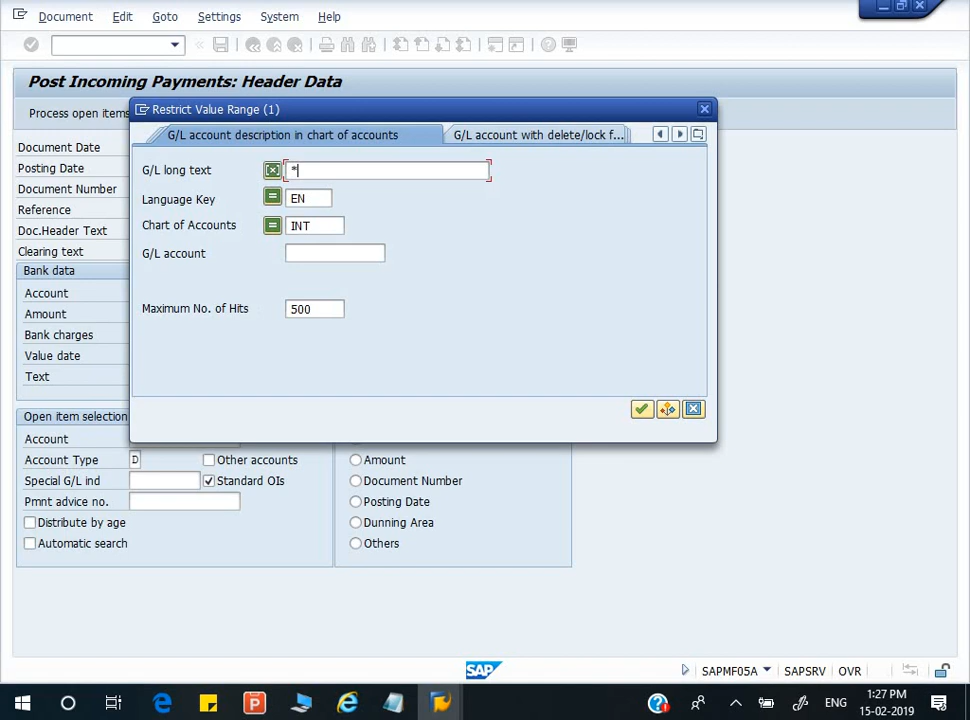 Document Edit Goto Settings System Help
Post Incoming Payments: Header Data
Process open items
Restrict Value Range (1)
G/L account description in chart of accounts G/L account with delete/lock f...
Document Date
Posting Date
Document Number
Reference
Doc.Header Text
Clearing text
G/L long text *
Language Key EN
Chart of Accounts INT
G/L account
Maximum No. of Hits 500
Bank data
Account
Amount
Bank charges
Value date
Text
Open item selection
Account
Account Type D Other accounts Amount
Special G/L ind Standard OIs Document Number
Pmnt advice no. Posting Date
Distribute by age Dunning Area
Automatic search Others
SAP SAPMF05A SAPSRV OVR
ENG 1:27 PM
15-02-2019